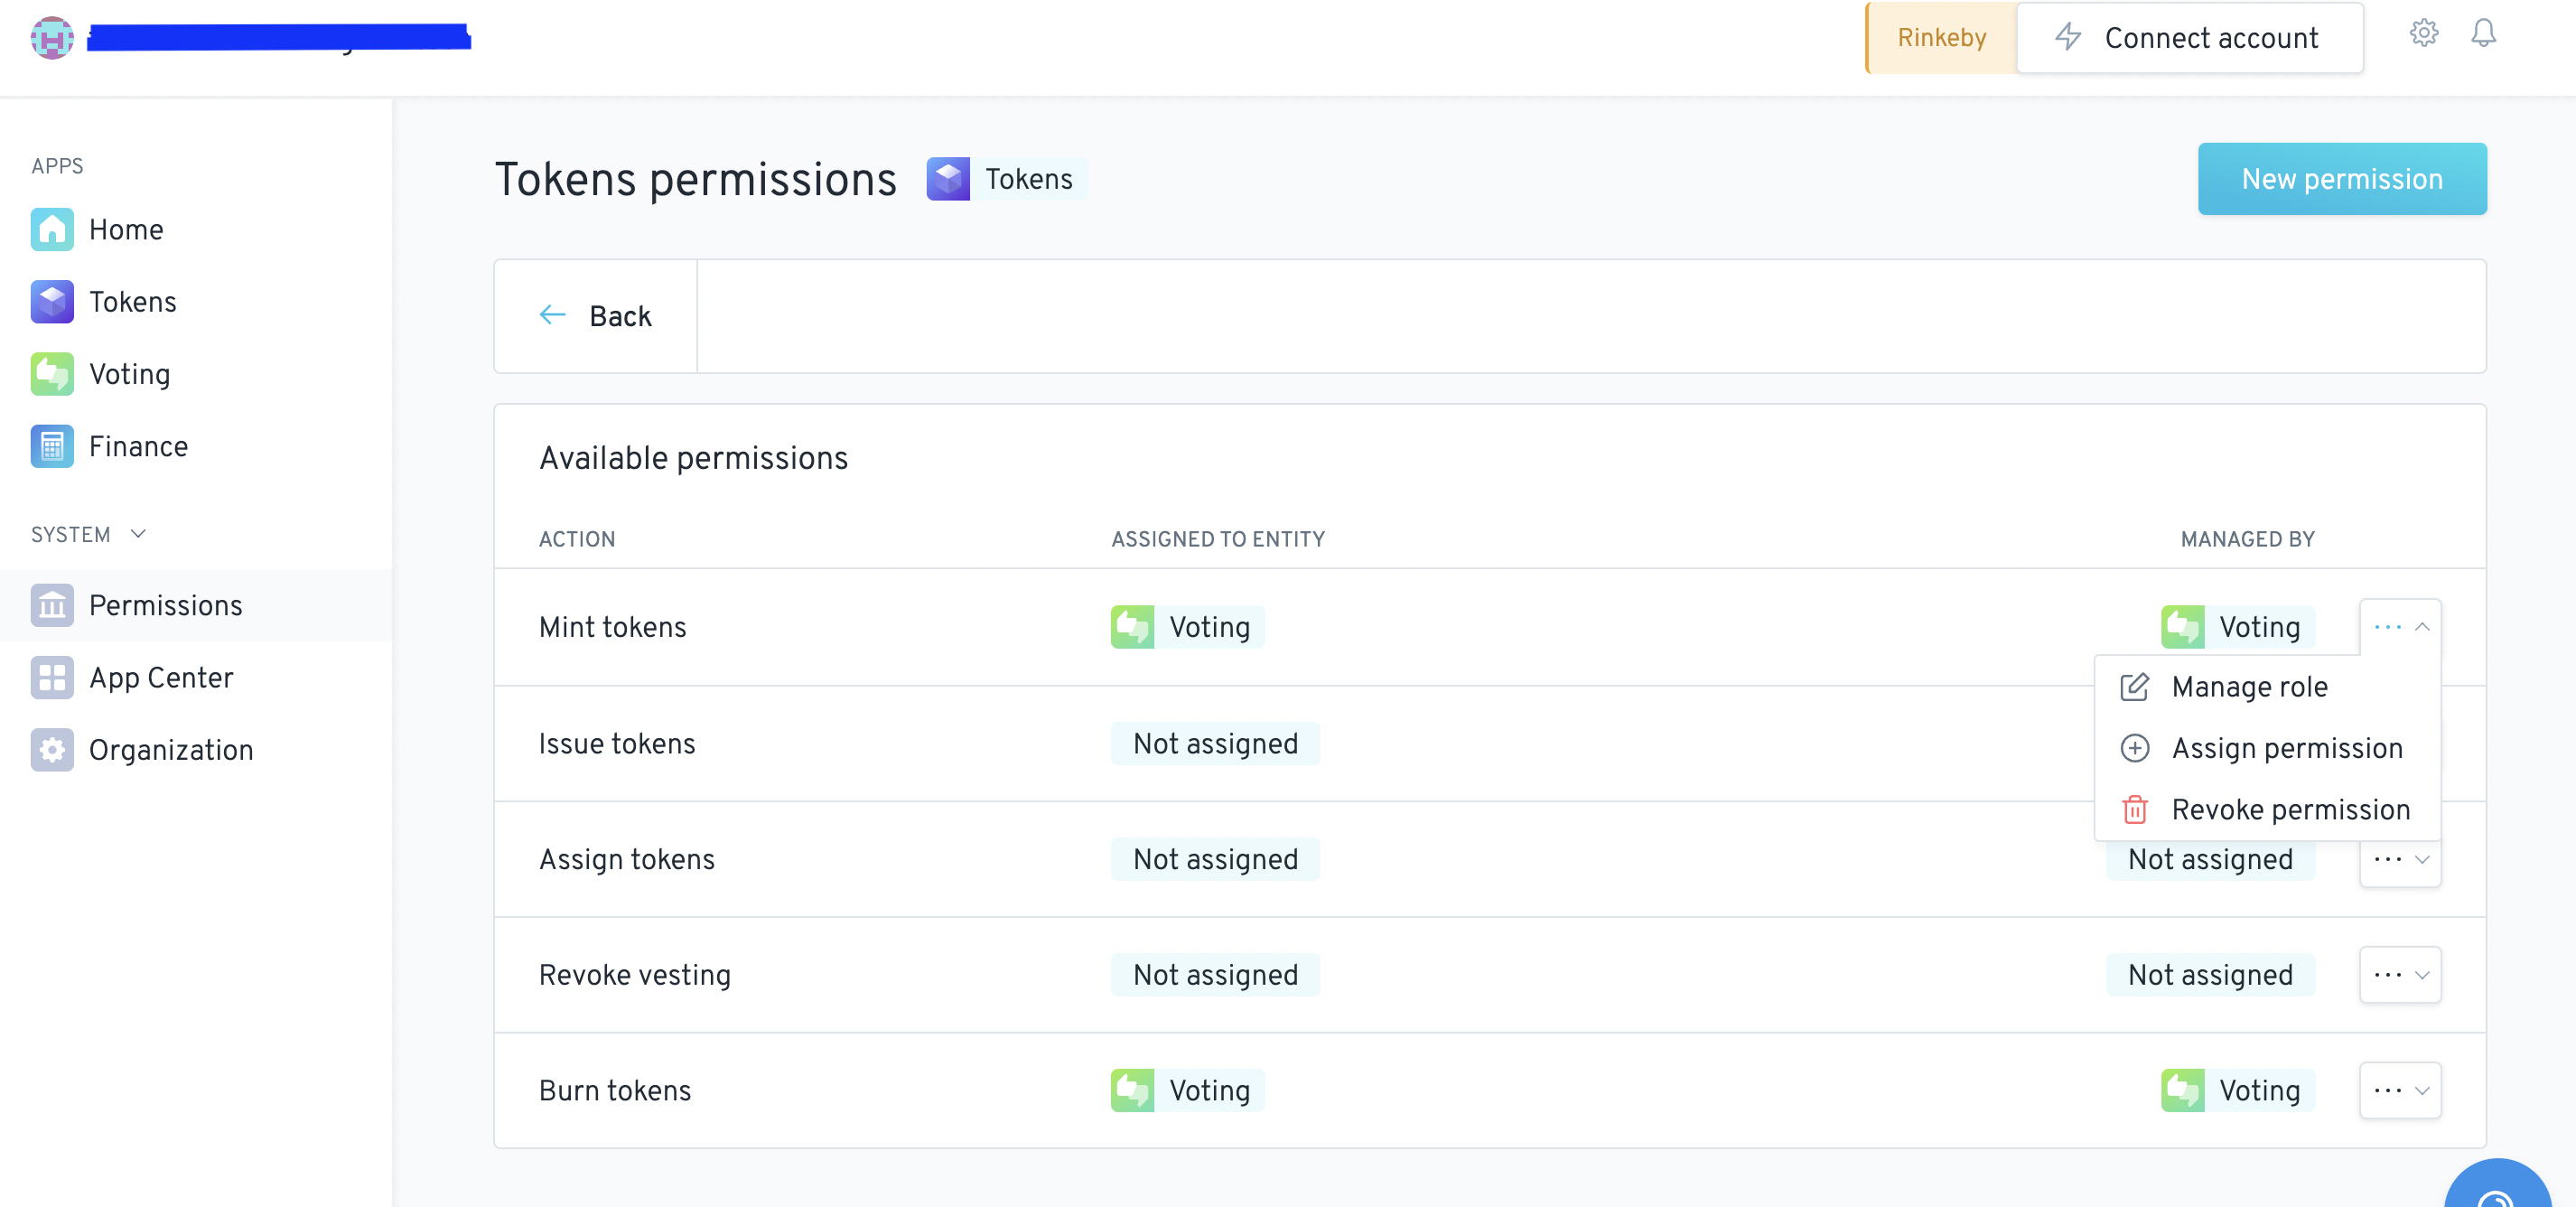 Rinkeby
Connect account
APPS
Home
Tokens
Voting
Finance
SYSTEM
Permissions
App Center
Organization
Tokens permissions
Tokens
New permission
Back
Available permissions
ACTION ASSIGNED TO ENTITY MANAGED BY
Mint tokens Voting Voting
Manage role
Issue tokens Not assigned
Assign permission
Revoke permission
Assign tokens Not assigned Not assigned
Revoke vesting Not assigned Not assigned
Burn tokens Voting Voting